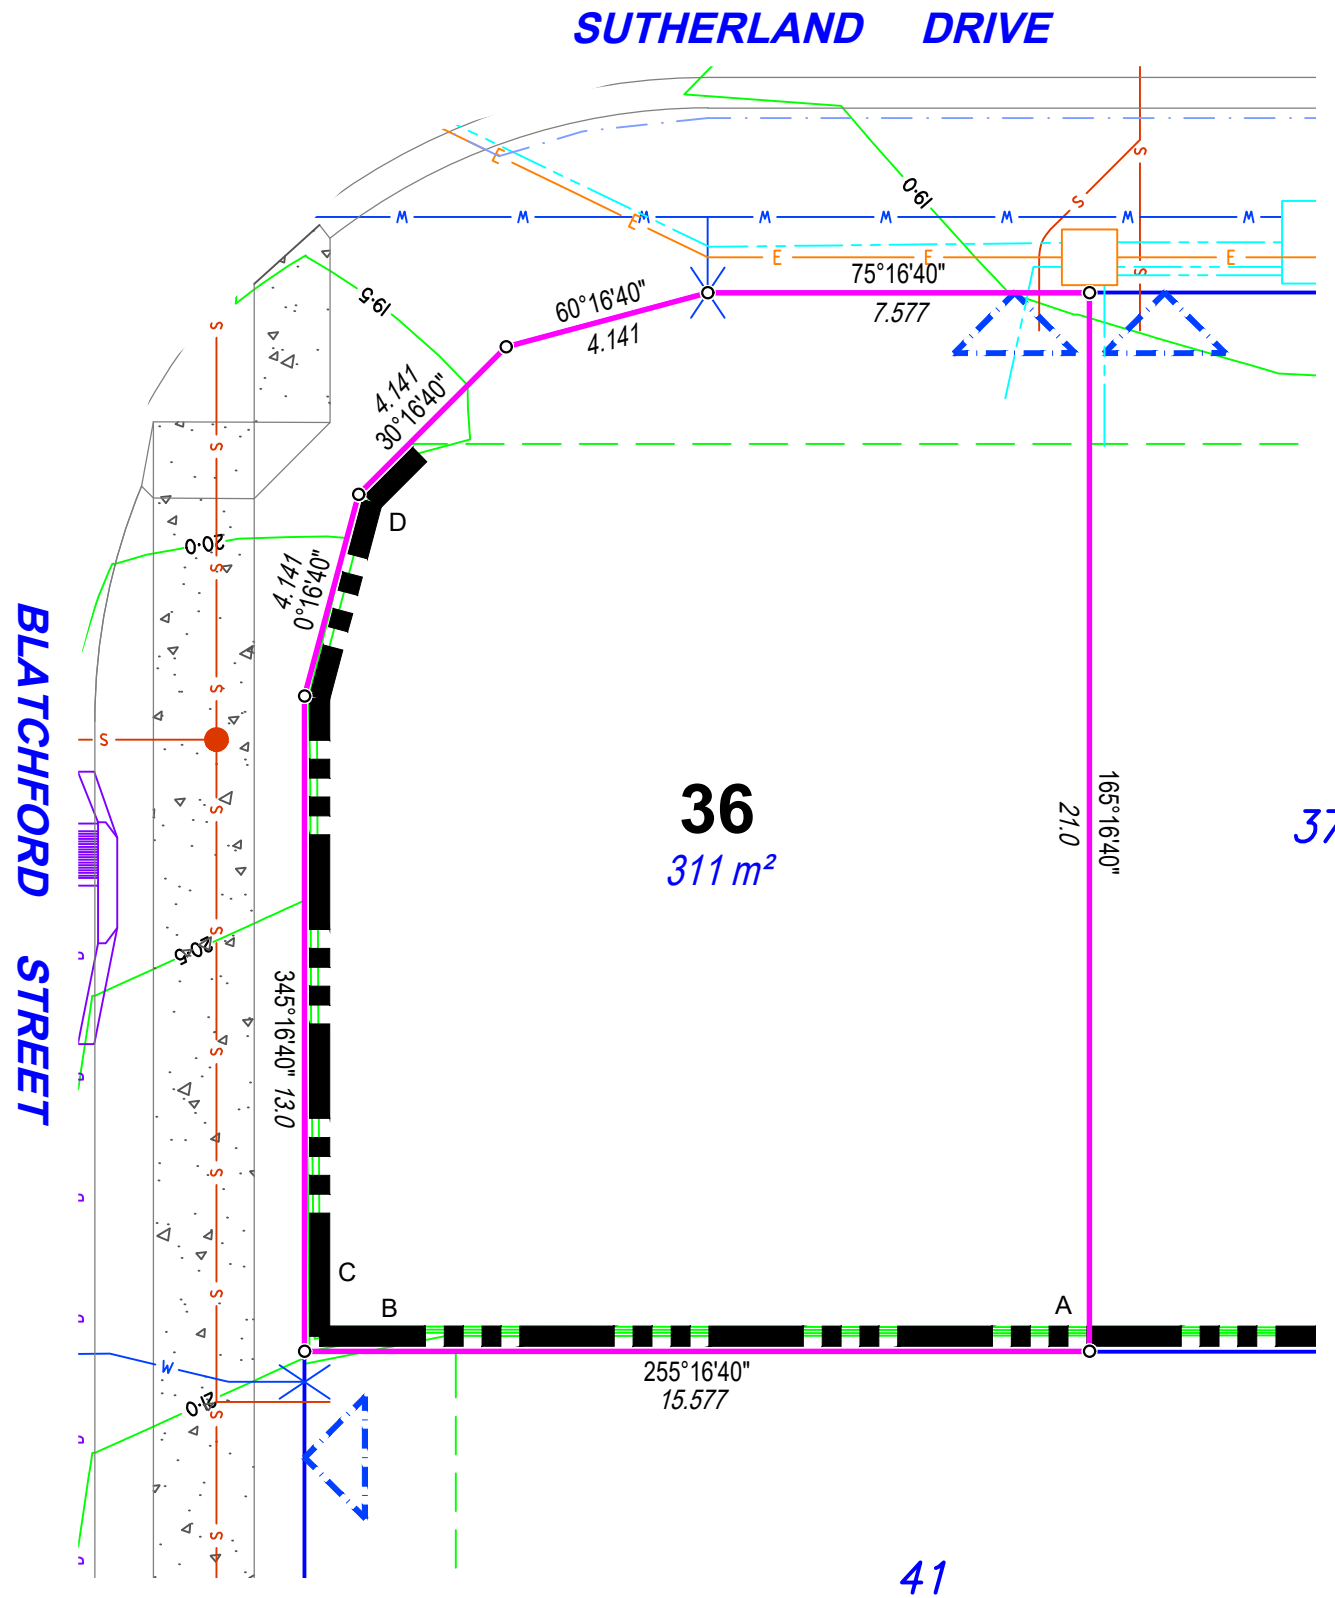 SUTHERLAND DRIVE
E
W W W W W W W W
E
E E E
S
S
S
19·0
75°16'40"
7.577
60°16'40"
4.141
19·5
4.141
30°16'40"
S
S
D
20·0
S
4.141
0°16'40"
BLATCHFORD STREET
S
S
S
36
311 m²
165°16'40"
21.0
37
S
20·5
345°16'40" 13.0
S
S
C
B
A
S
W
255°16'40"
15.577
21·0
S
S
41